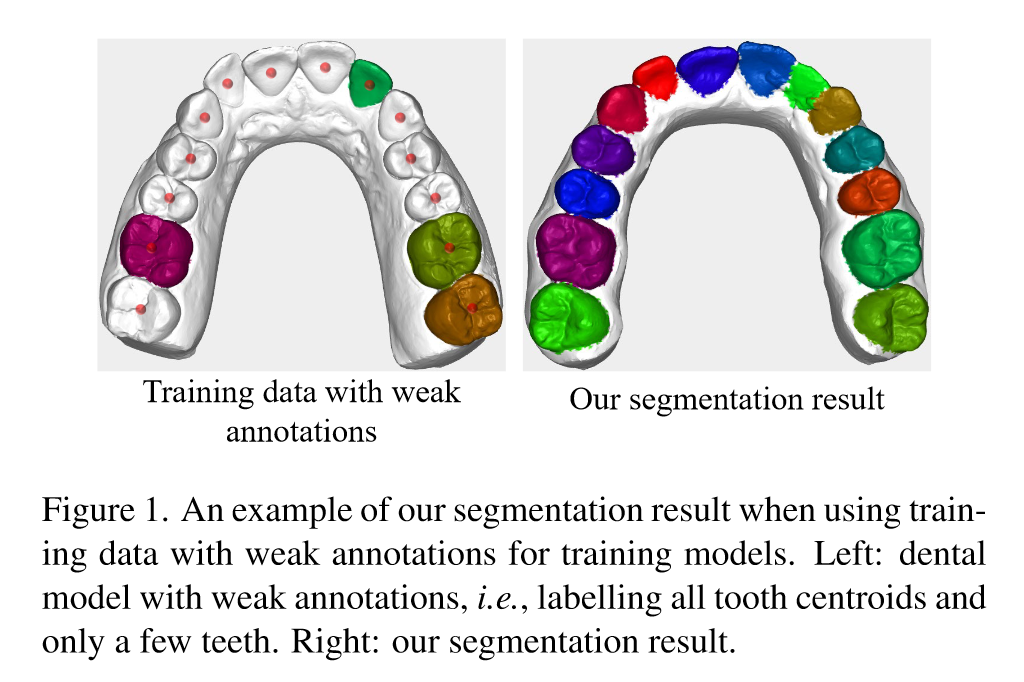 Training data with weak
annotations
Our segmentation result
Figure 1. An example of our segmentation result when using train-
ing data with weak annotations for training models. Left: dental
model with weak annotations, i.e., labelling all tooth centroids and
only a few teeth. Right: our segmentation result.